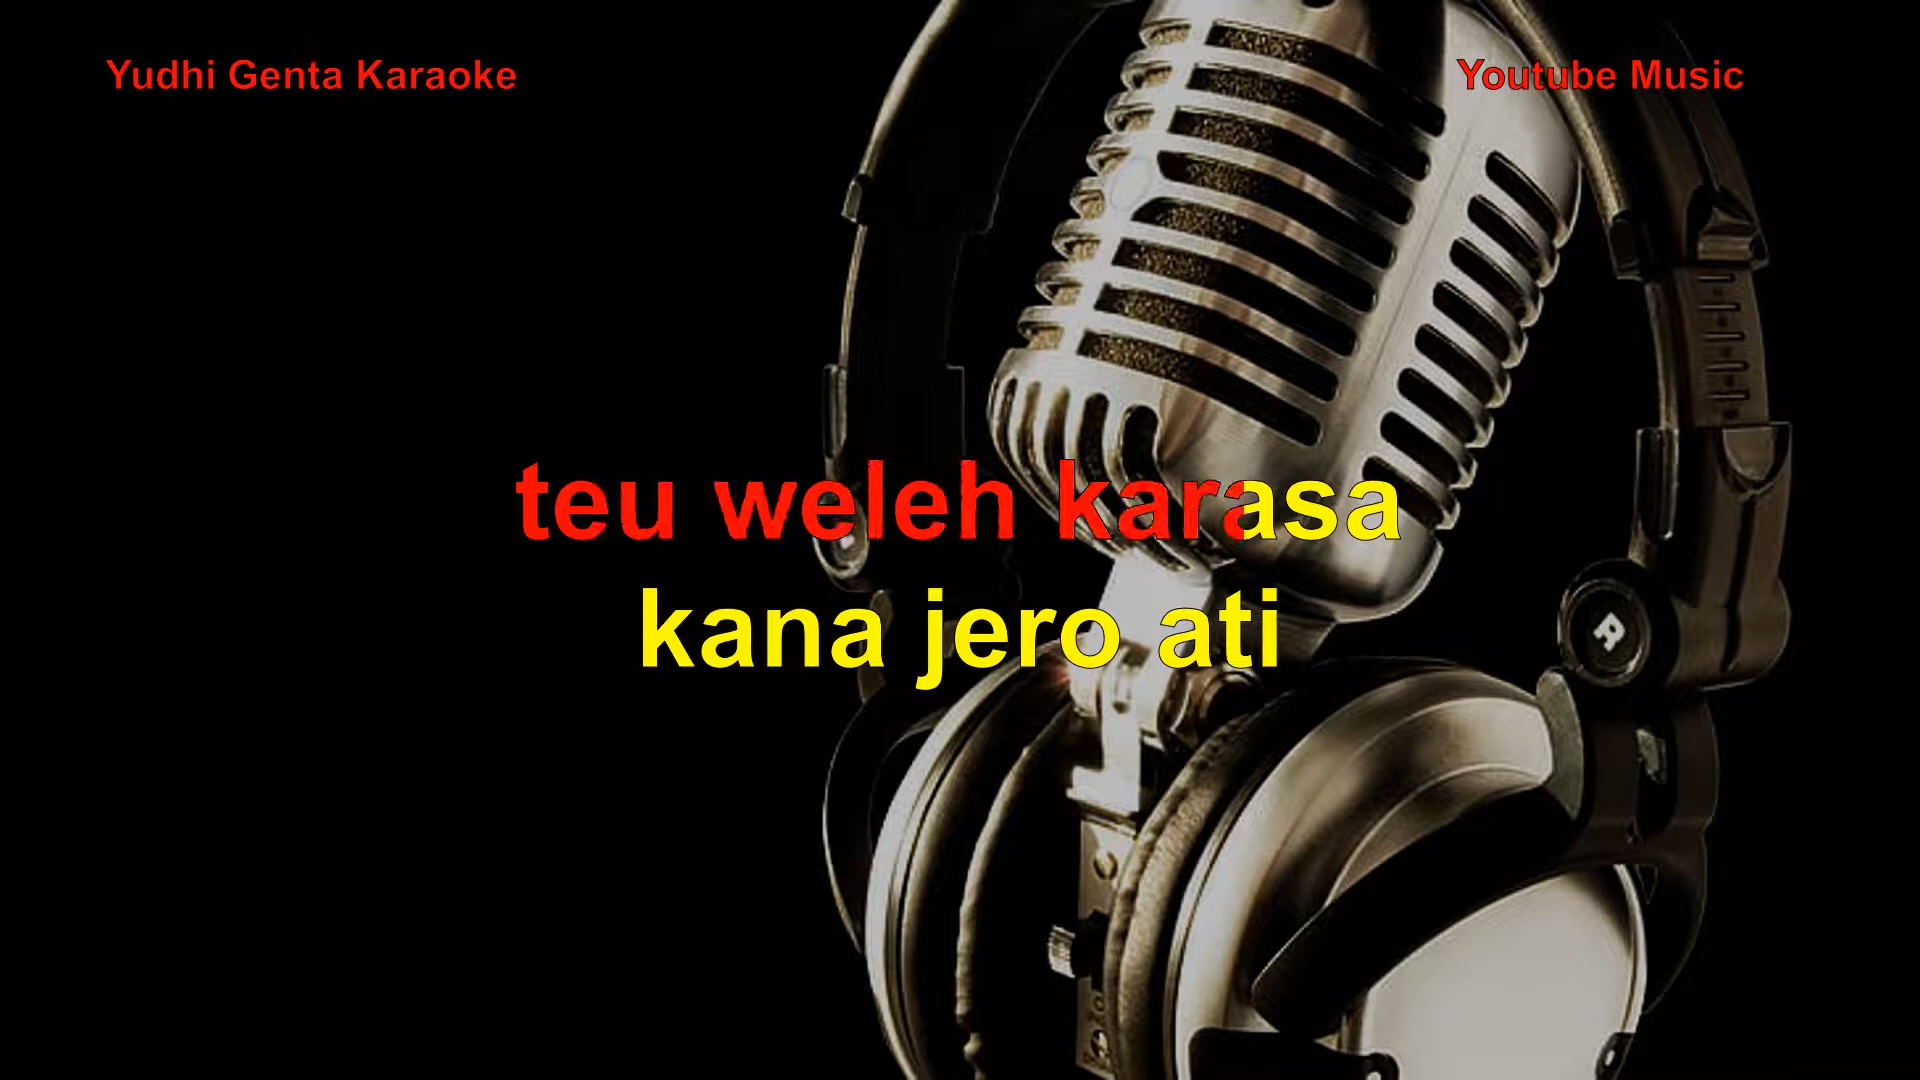 Yudhi Genta Karaoke
Youtube Music
teu weleh karasa
kana jero ati
R